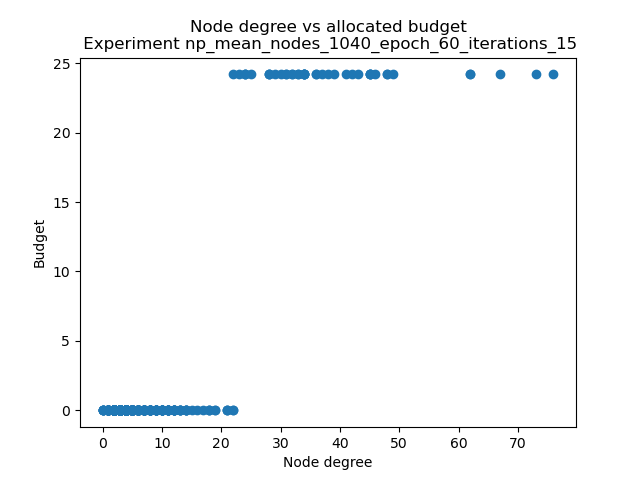 Node degree vs allocated budget
Experiment np_mean_nodes_1040_epoch_60_iterations_15
25
20
15
10
5
0
Budget
0 10 20 30 40 50 60 70
Node degree